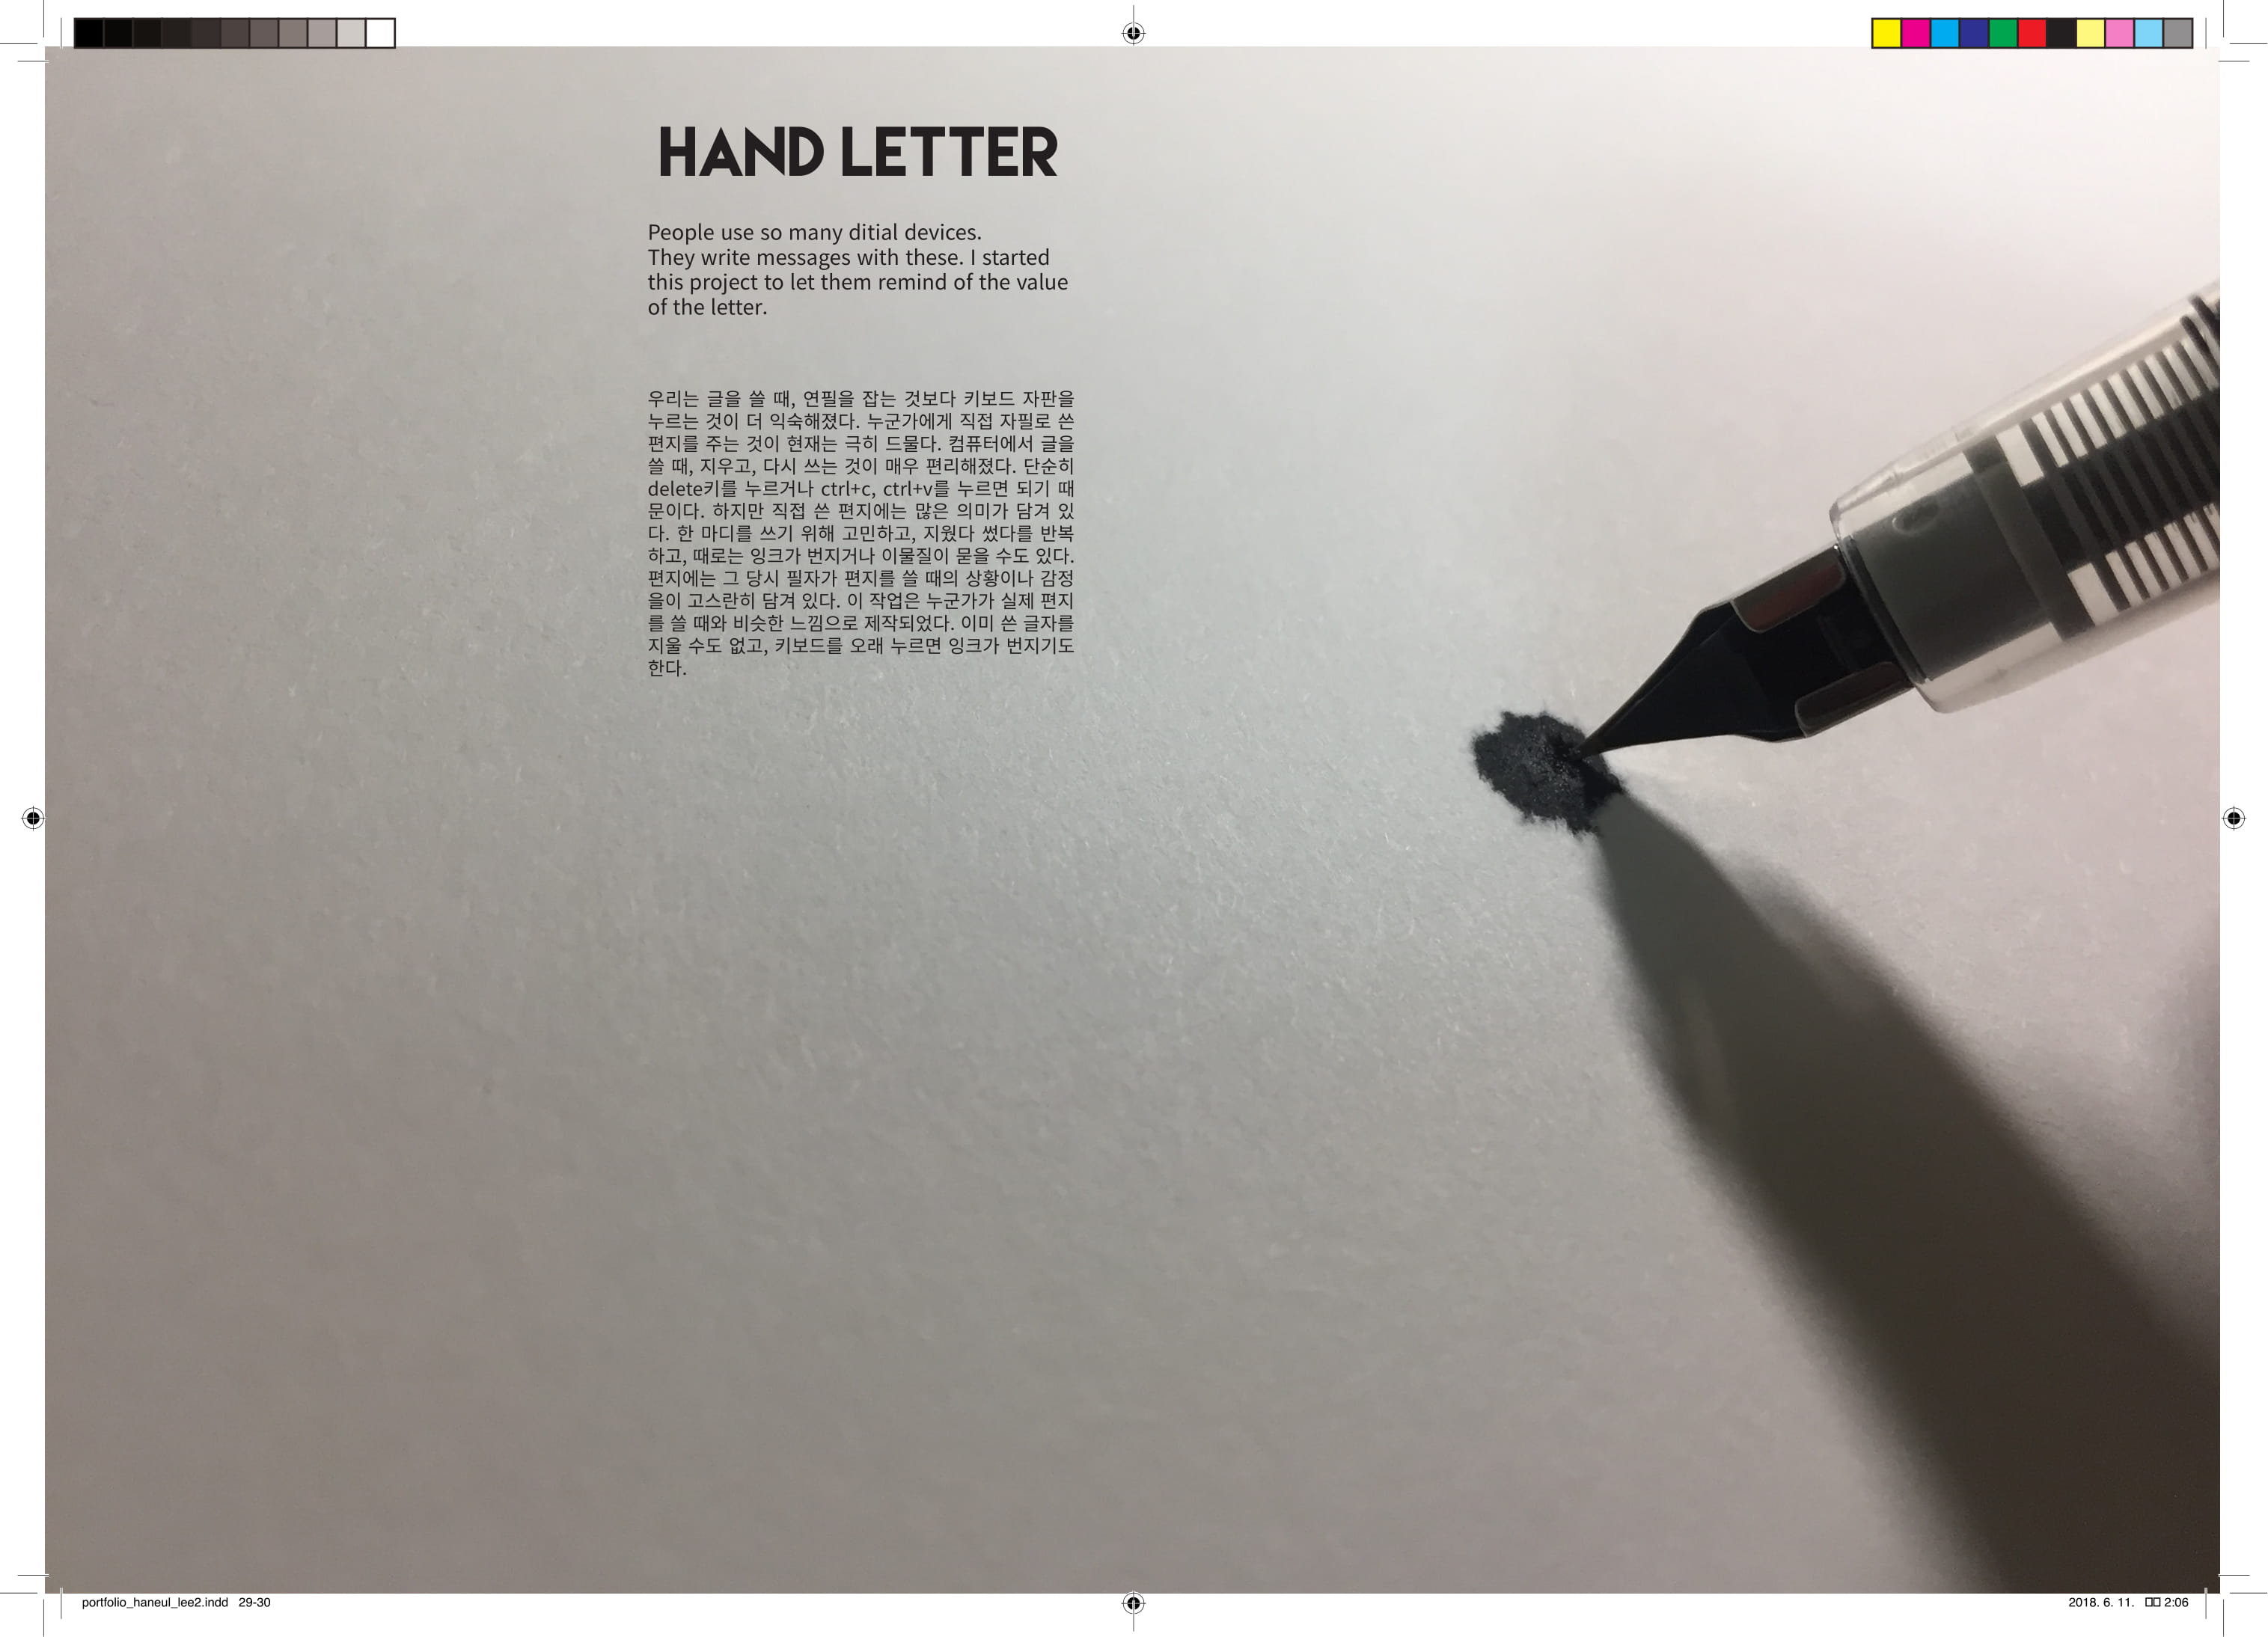 HAND LETTER
People use so many ditial devices.
They write messages with these. I started
this project to let them remind of the value
of the letter.
우리는 글을 쓸 때, 연필을 잡는 것보다 키보드 자판을
누르는 것이 더 익숙해졌다. 누군가에게 직접 자필로 쓴
편지를 주는 것이 현재는 극히 드물다. 컴퓨터에서 글을
쓸 때, 지우고, 다시 쓰는 것이 매우 편리해졌다. 단순히
delete키를 누르거나 ctrl+c, ctrl+v를 누르면 되기 때
문이다. 하지만 직접 쓴 편지에는 많은 의미가 담겨 있
다. 한 마디를 쓰기 위해 고민하고, 지웠다 썼다를 반복
하고, 때로는 잉크가 번지거나 이물질이 묻을 수도 있다.
편지에는 그 당시 필자가 편지를 쓸 때의 상황이나 감정
을이 고스란히 담겨 있다. 이 작업은 누군가가 실제 편지
를 쓸 때와 비슷한 느낌으로 제작되었다. 이미 쓴 글자를
지울 수도 없고, 키보드를 오래 누르면 잉크가 번지기도
한다.
portfolio_haneul_lee2.indd 29-30
2018. 6. 11. 2:06